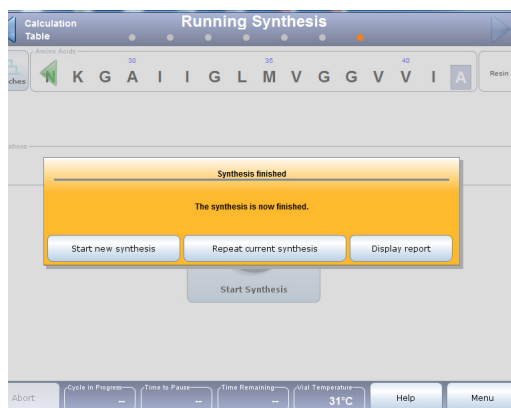 Calculation Table
Running Synthesis
Amino Acids
30 35 40
N K G A I I G L M V G G V V I A
ches
Resin
ations
Synthesis finished
The synthesis is now finished.
Start new synthesis
Repeat current synthesis
Display report
Start Synthesis
Abort
Cycle in Progress
--
Time to Pause
--
Time Remaining
--
Vial Temperature
31°C
Help
Menu